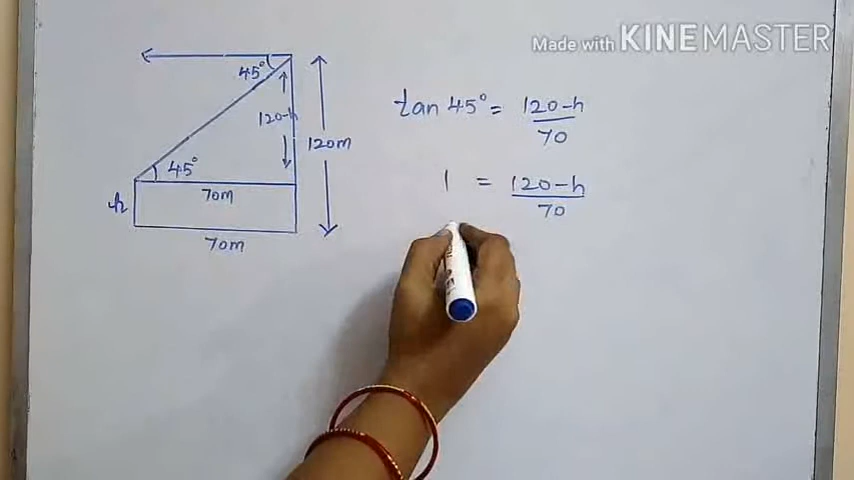 Made with KINEMASTER
45°
120-h
120m
45°
70m
h
70m
tan 45° = 120-h / 70
1 = 120-h / 70